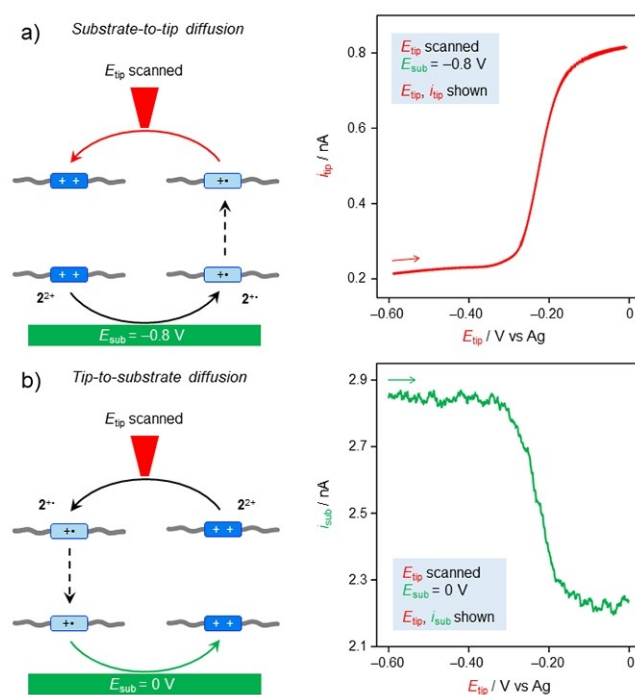 a) Substrate-to-tip diffusion
E_tip scanned
+ +
+•
+ +
+•
2²⁺
2⁺•
E_sub = –0.8 V
0.8
0.6
0.4
0.2
i_tip / nA
E_tip scanned
E_sub = –0.8 V
E_tip, i_tip shown
–0.60
–0.40
–0.20
0
E_tip / V vs Ag
b) Tip-to-substrate diffusion
E_tip scanned
2⁺•
2²⁺
+•
+ +
+•
+ +
E_sub = 0 V
2.9
2.7
2.5
2.3
2.1
i_sub / nA
E_tip scanned
E_sub = 0 V
E_tip, i_sub shown
–0.60
–0.40
–0.20
0.00
E_tip / V vs Ag